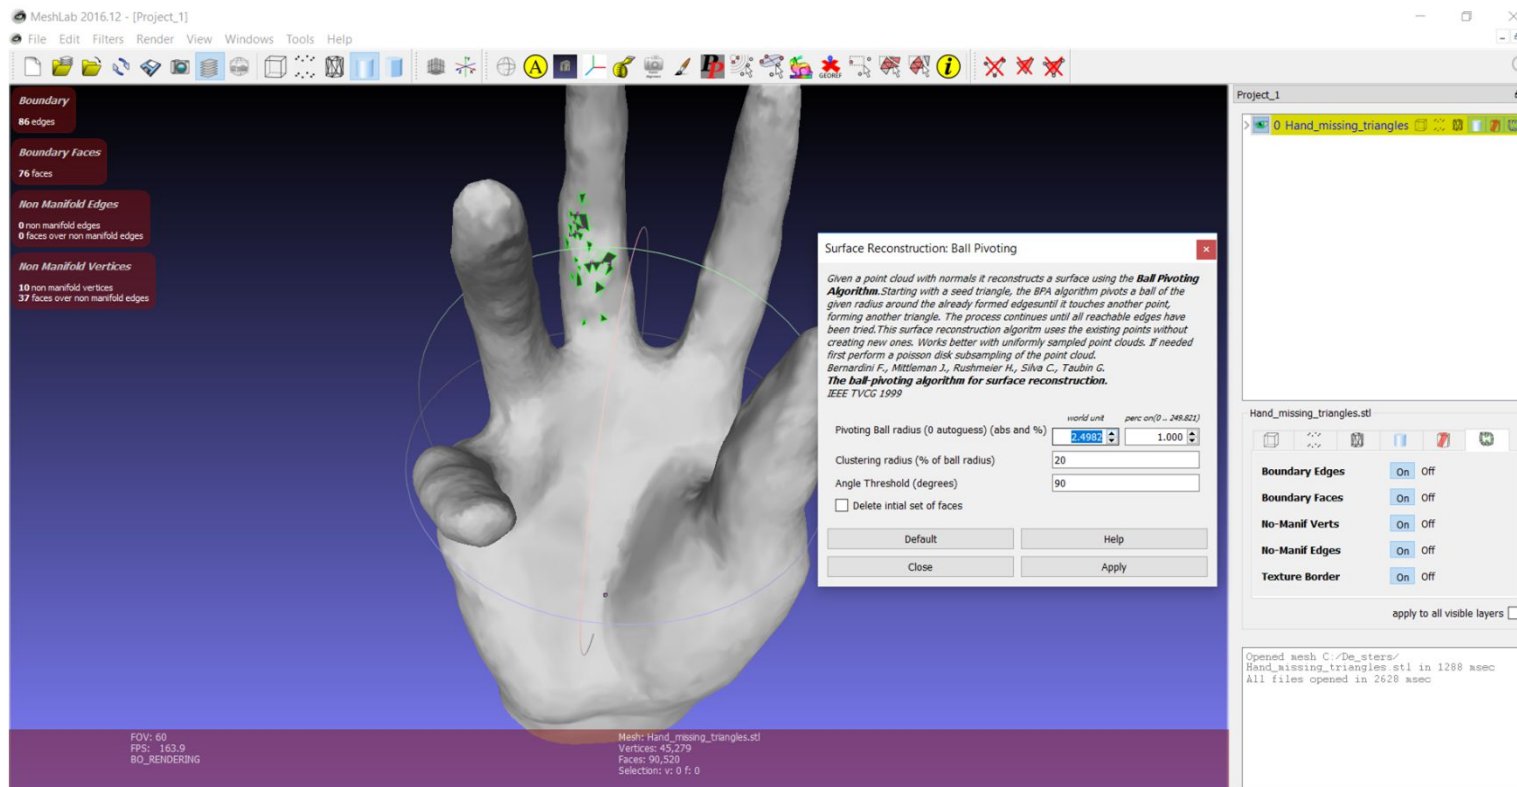 MeshLab 2016.12 - [Project_1]
File Edit Filters Render View Windows Tools Help
A
Pp
GEOREF
i
Boundary
86 edges
Boundary Faces
76 faces
Non Manifold Edges
0 non manifold edges
0 faces over non manifold edges
Non Manifold Vertices
10 non manifold vertices
37 faces over non manifold edges
Surface Reconstruction: Ball Pivoting
Given a point cloud with normals it reconstructs a surface using the Ball Pivoting
Algorithm.Starting with a seed triangle, the BPA algorithm pivots a ball of the
given radius around the already formed edgesuntil it touches another point,
forming another triangle. The process continues until all reachable edges have
been tried.This surface reconstruction algoritm uses the existing points without
creating new ones. Works better with uniformly sampled point clouds. If needed
first perform a poisson disk subsampling of the point cloud.
Bernardini F., Mittleman J., Rushmeier H., Silva C., Taubin G.
The ball-pivoting algorithm for surface reconstruction.
IEEE TVCG 1999
world unit perc on(0 .. 249.821)
Pivoting Ball radius (0 autoguess) (abs and %) 2.4982 1.000
Clustering radius (% of ball radius) 20
Angle Threshold (degrees) 90
Delete intial set of faces
Default Help
Close Apply
Project_1
0 Hand_missing_triangles
Hand_missing_triangles.stl
Boundary Edges On Off
Boundary Faces On Off
No-Manif Verts On Off
No-Manif Edges On Off
Texture Border On Off
apply to all visible layers
Opened mesh C:/De_sters/
Hand_missing_triangles.stl in 1288 msec
All files opened in 2628 msec
FOV: 60
FPS: 163.9
BO_RENDERING
Mesh: Hand_missing_triangles.stl
Vertices: 45,279
Faces: 90,520
Selection: v: 0 f: 0